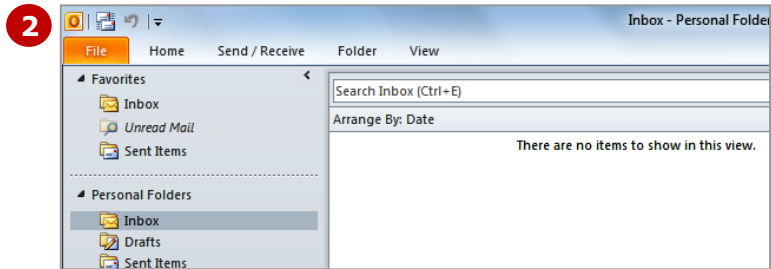 2
Inbox - Personal Folder
File Home Send / Receive Folder View
Favorites
Inbox
Unread Mail
Sent Items
Personal Folders
Inbox
Drafts
Sent Items
Search Inbox (Ctrl+E)
Arrange By: Date
There are no items to show in this view.